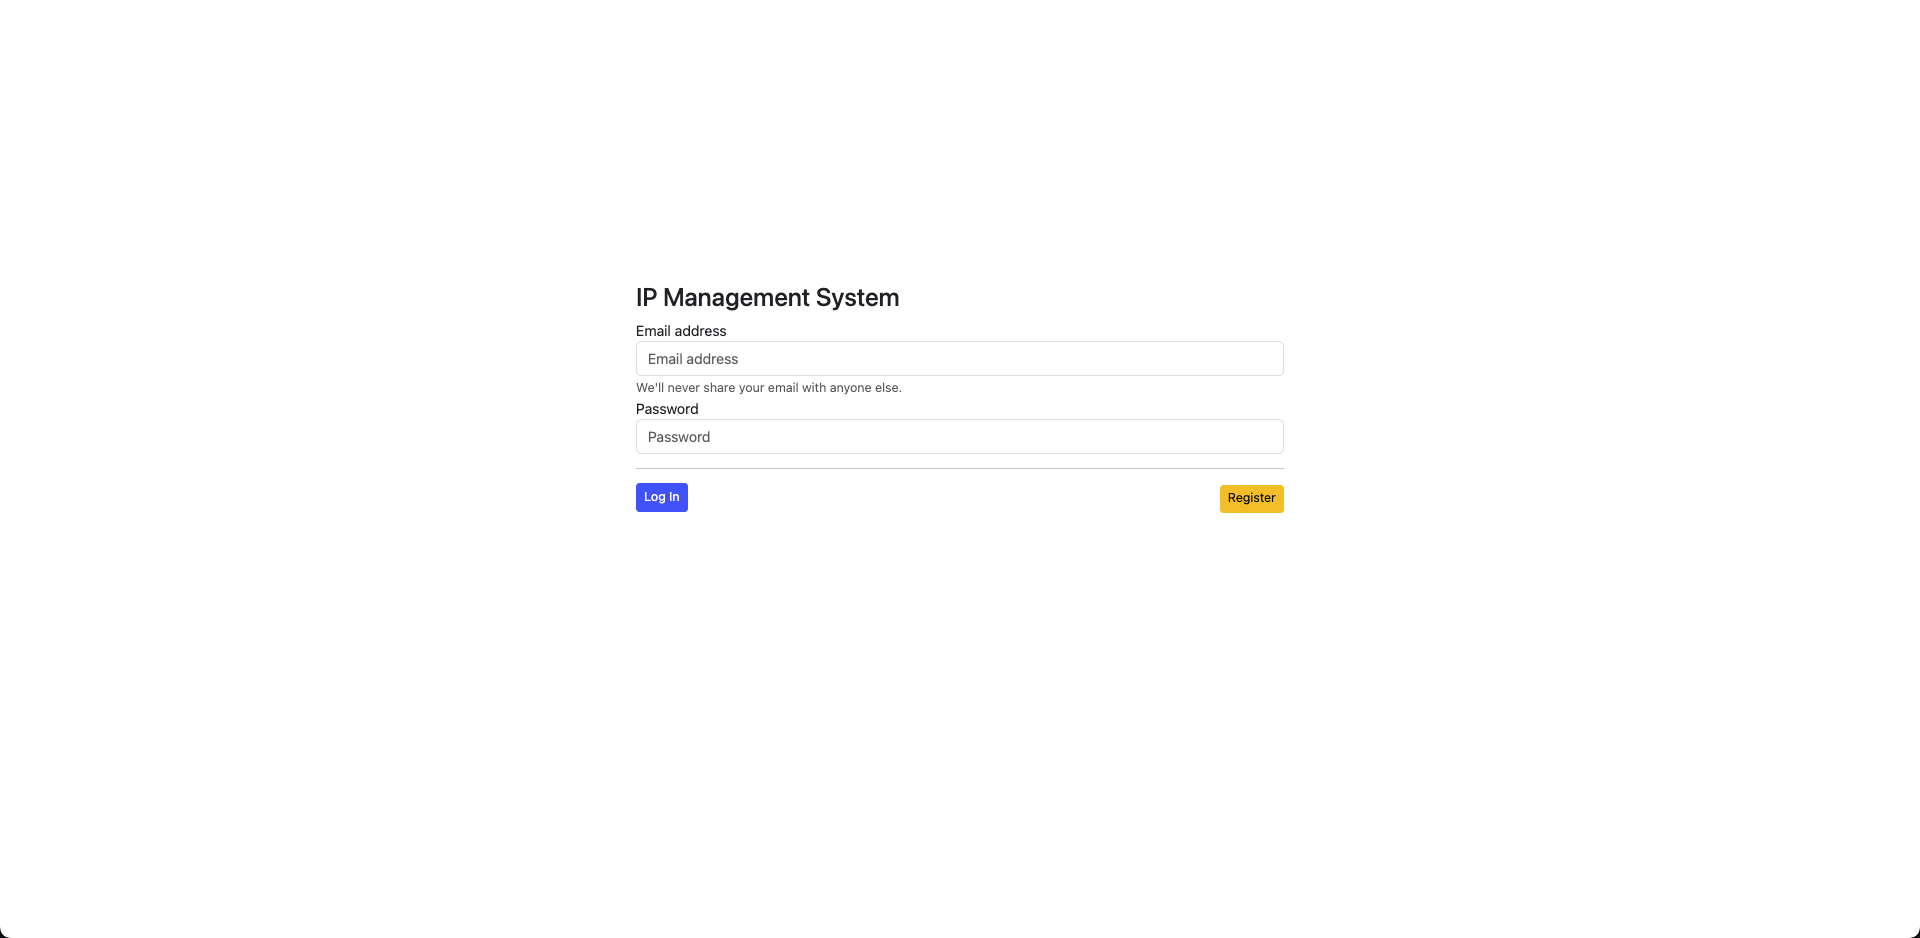 IP Management System
Email address
Email address
We'll never share your email with anyone else.
Password
Password
Log In
Register